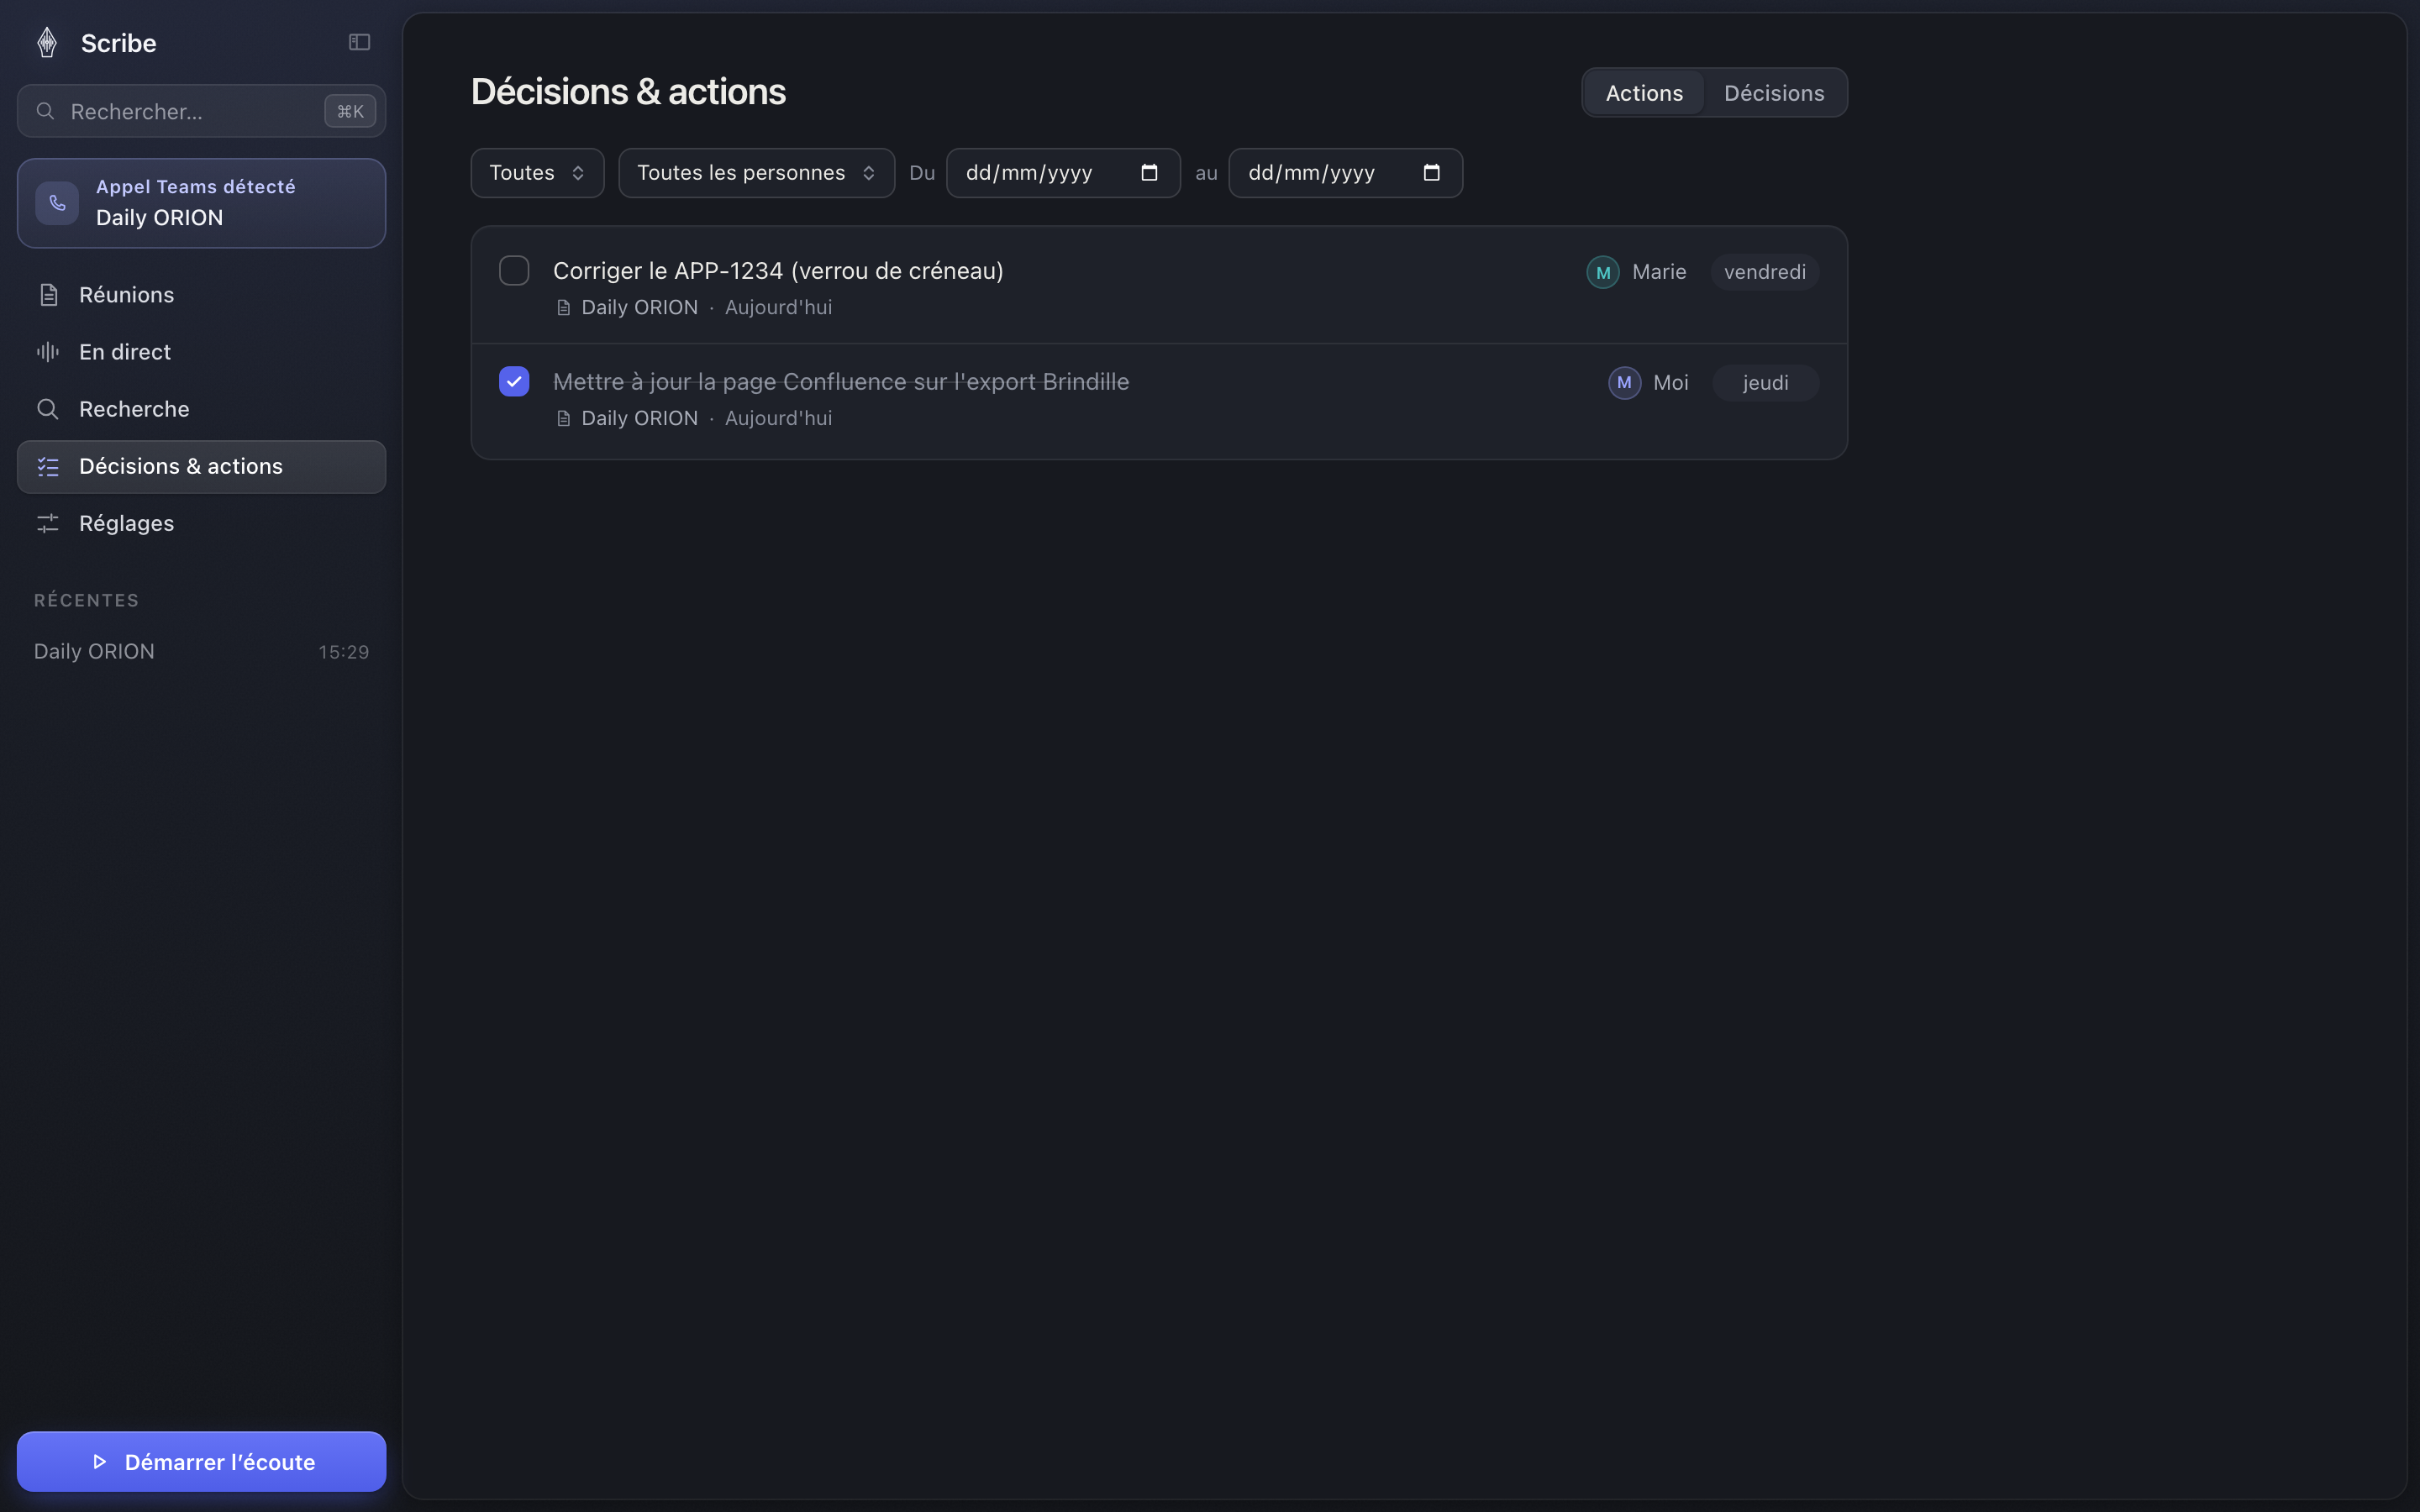 Scribe
Rechercher...
⌘K
Appel Teams détecté
Daily ORION
Réunions
En direct
Recherche
Décisions & actions
Réglages
RÉCENTES
Daily ORION 15:29
Démarrer l’écoute
Décisions & actions
Actions Décisions
Toutes Toutes les personnes Du dd/mm/yyyy au dd/mm/yyyy
Corriger le APP-1234 (verrou de créneau) M Marie vendredi
Daily ORION · Aujourd'hui
Mettre à jour la page Confluence sur l'export Brindille M Moi jeudi
Daily ORION · Aujourd'hui